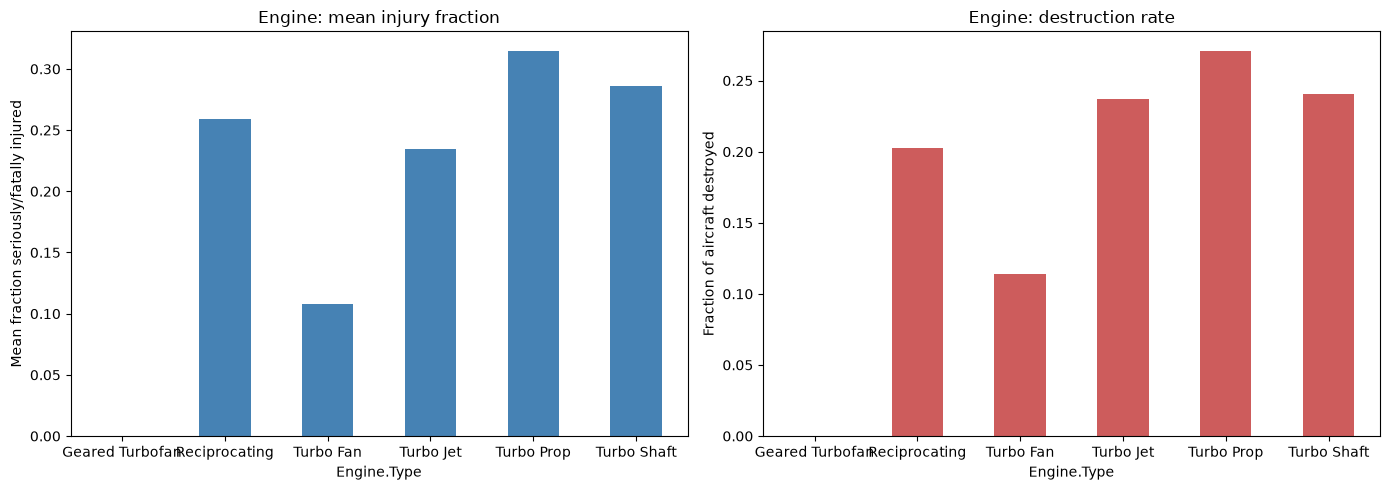 Engine: mean injury fraction
Mean fraction seriously/fatally injured
0.30
0.25
0.20
0.15
0.10
0.05
0.00
Geared Turbofan Reciprocating Turbo Fan Turbo Jet Turbo Prop Turbo Shaft
Engine.Type
Engine: destruction rate
Fraction of aircraft destroyed
0.25
0.20
0.15
0.10
0.05
0.00
Geared Turbofan Reciprocating Turbo Fan Turbo Jet Turbo Prop Turbo Shaft
Engine.Type